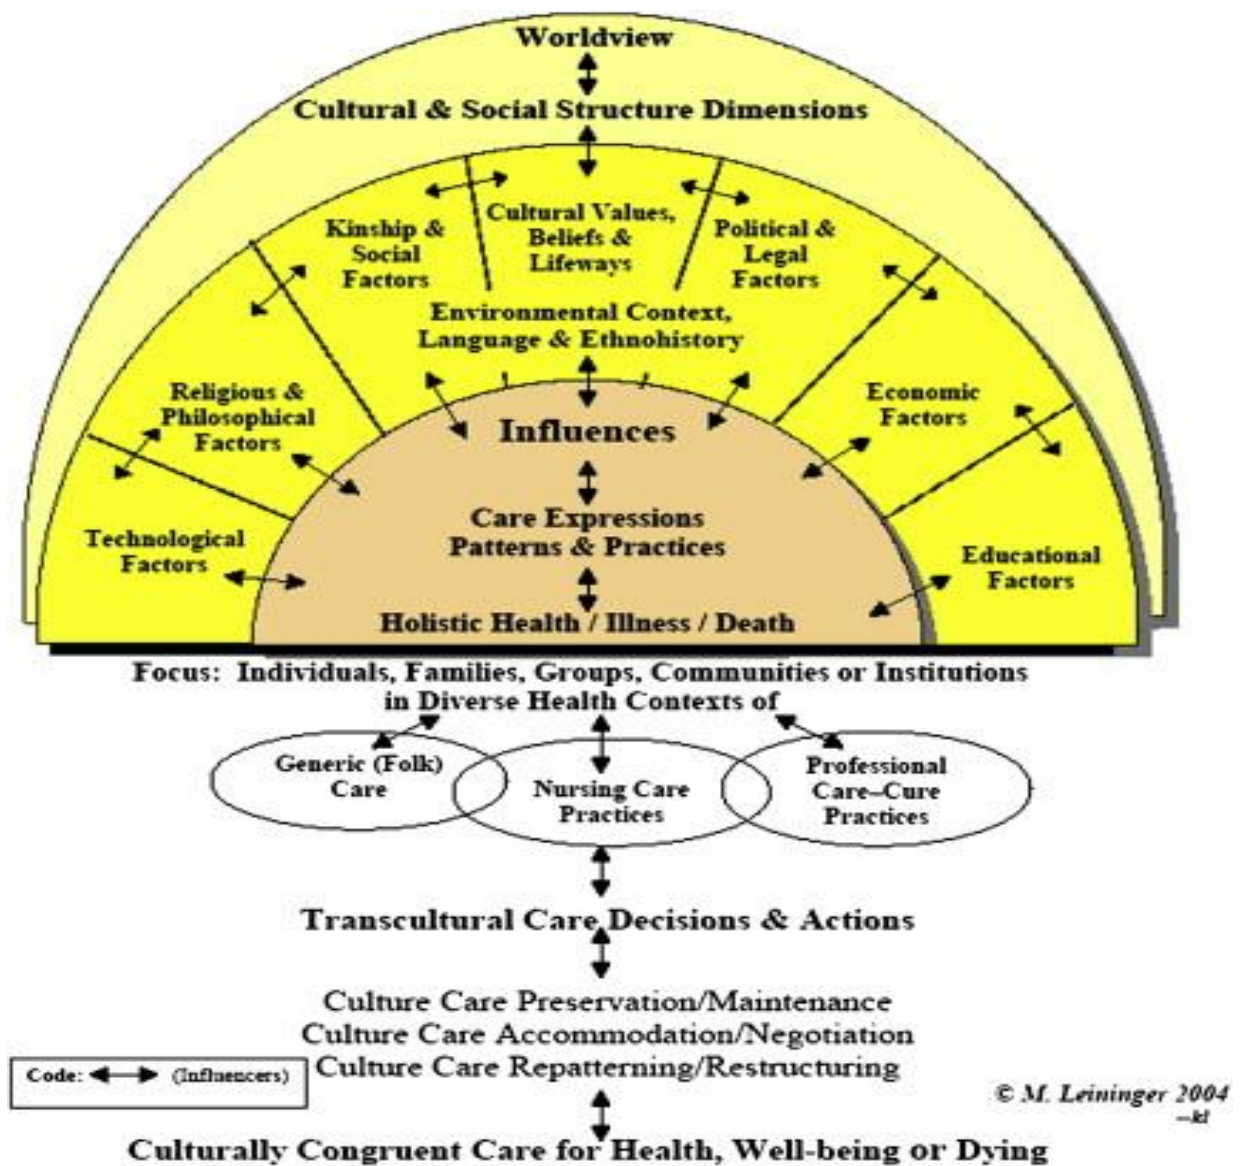 Worldview
Cultural & Social Structure Dimensions
Kinship &
Social
Factors
Cultural Values,
Beliefs &
Lifeways
Political &
Legal
Factors
Environmental Context,
Language & Ethnohistory
Religious &
Philosophical
Factors
Economic
Factors
Influences
Technological
Factors
Care Expressions
Patterns & Practices
Educational
Factors
Holistic Health / Illness / Death
Focus: Individuals, Families, Groups, Communities or Institutions
in Diverse Health Contexts of
Generic (Folk)
Care
Nursing Care
Practices
Professional
Care–Cure
Practices
Transcultural Care Decisions & Actions
Culture Care Preservation/Maintenance
Culture Care Accommodation/Negotiation
Culture Care Repatterning/Restructuring
Code: (Influencers)
© M. Leininger 2004
–kl
Culturally Congruent Care for Health, Well-being or Dying